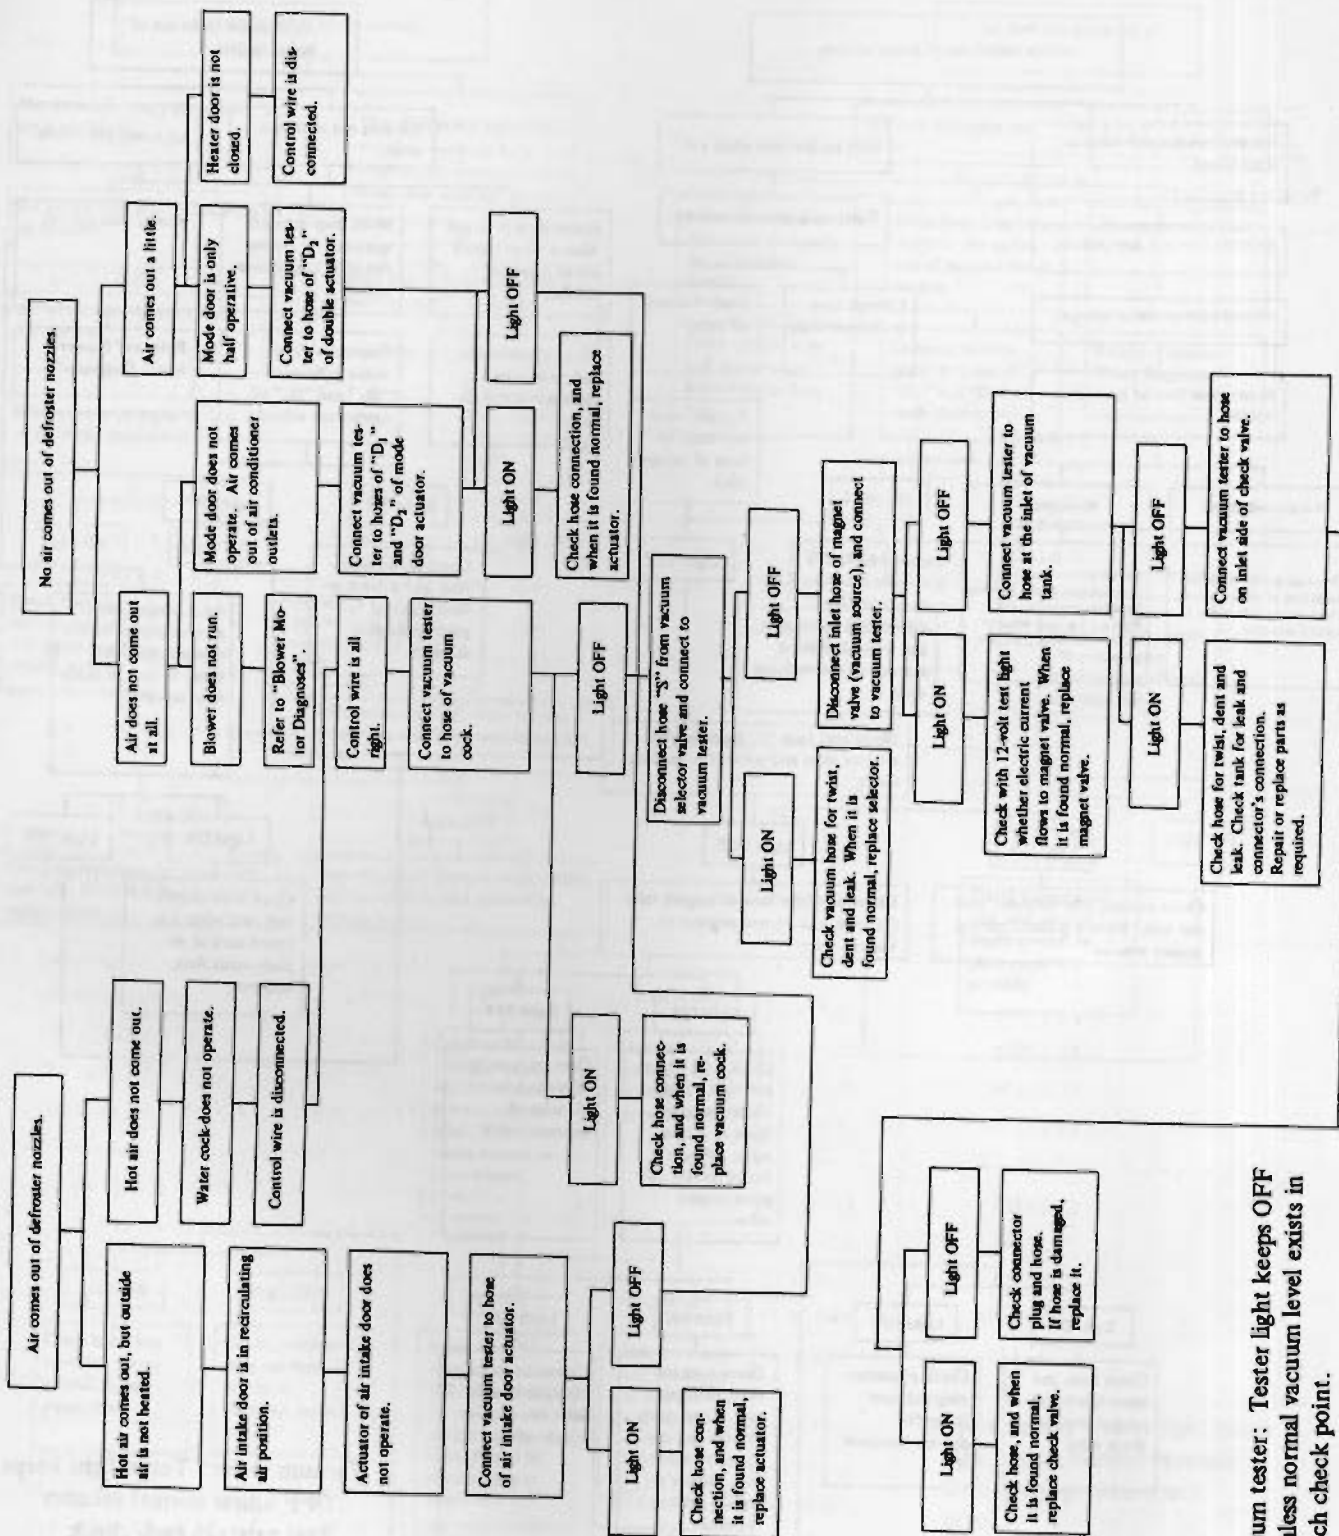 Air comes out of defroster nozzles.
Hot air comes out, but outside
air is not heated.
Air intake door is in recirculating
air position.
Actuator of air intake door does
not operate.
Connect vacuum tester to hose
of air intake door actuator.
Light ON
Check hose con-
nection, and when
it is found normal,
replace actuator.
Light OFF
Hot air does not come out.
Water cock does not operate.
Control wire is disconnected.
Control wire is all
right.
Connect vacuum tester
to hose of vacuum
cock.
Light ON
Check hose connec-
tion, and when it is
found normal, re-
place vacuum cock.
Light OFF
No air comes out of defroster nozzles.
Air does not come out
at all.
Blower does not run.
Refer to "Blower Mo-
tor Diagnoses".
Mode door does not
operate. Air comes
out of air conditioner
outlets.
Connect vacuum tes-
ter to hozes of "D1"
and "D2" of mode
door actuator.
Air comes out a little.
Mode door is only
half operative.
Connect vacuum tes-
ter to hose of "D2"
of double actuator.
Heater door is not
closed.
Control wire is dis-
connected.
Light ON
Check hose connection, and
when it is found normal, replace
actuator.
Light OFF
Disconnect hose "S" from vacuum
selector valve and connect to
vacuum tester.
Light ON
Check vacuum hose for twist,
dent and leak. When it is
found normal, replace selector.
Light OFF
Disconnect inlet hose of magnet
valve (vacuum source), and connect
to vacuum tester.
Light ON
Check with 12-volt test light
whether electric current
flows to magnet valve. When
it is found normal, replace
magnet valve.
Light OFF
Connect vacuum tester to
hose at the inlet of vacuum
tank.
Light ON
Check hose for twist, dent and
leak. Check tank for leak and
connector's connection.
Repair or replace parts as
required.
Light OFF
Connect vacuum tester to hose
on inlet side of check valve.
Light ON
Check hose, and when
it is found normal,
replace check valve.
Light OFF
Check connector
plug and hose.
If hose is damaged,
replace it.
um tester: Tester light keeps OFF
less normal vacuum level exists in
ch check point.